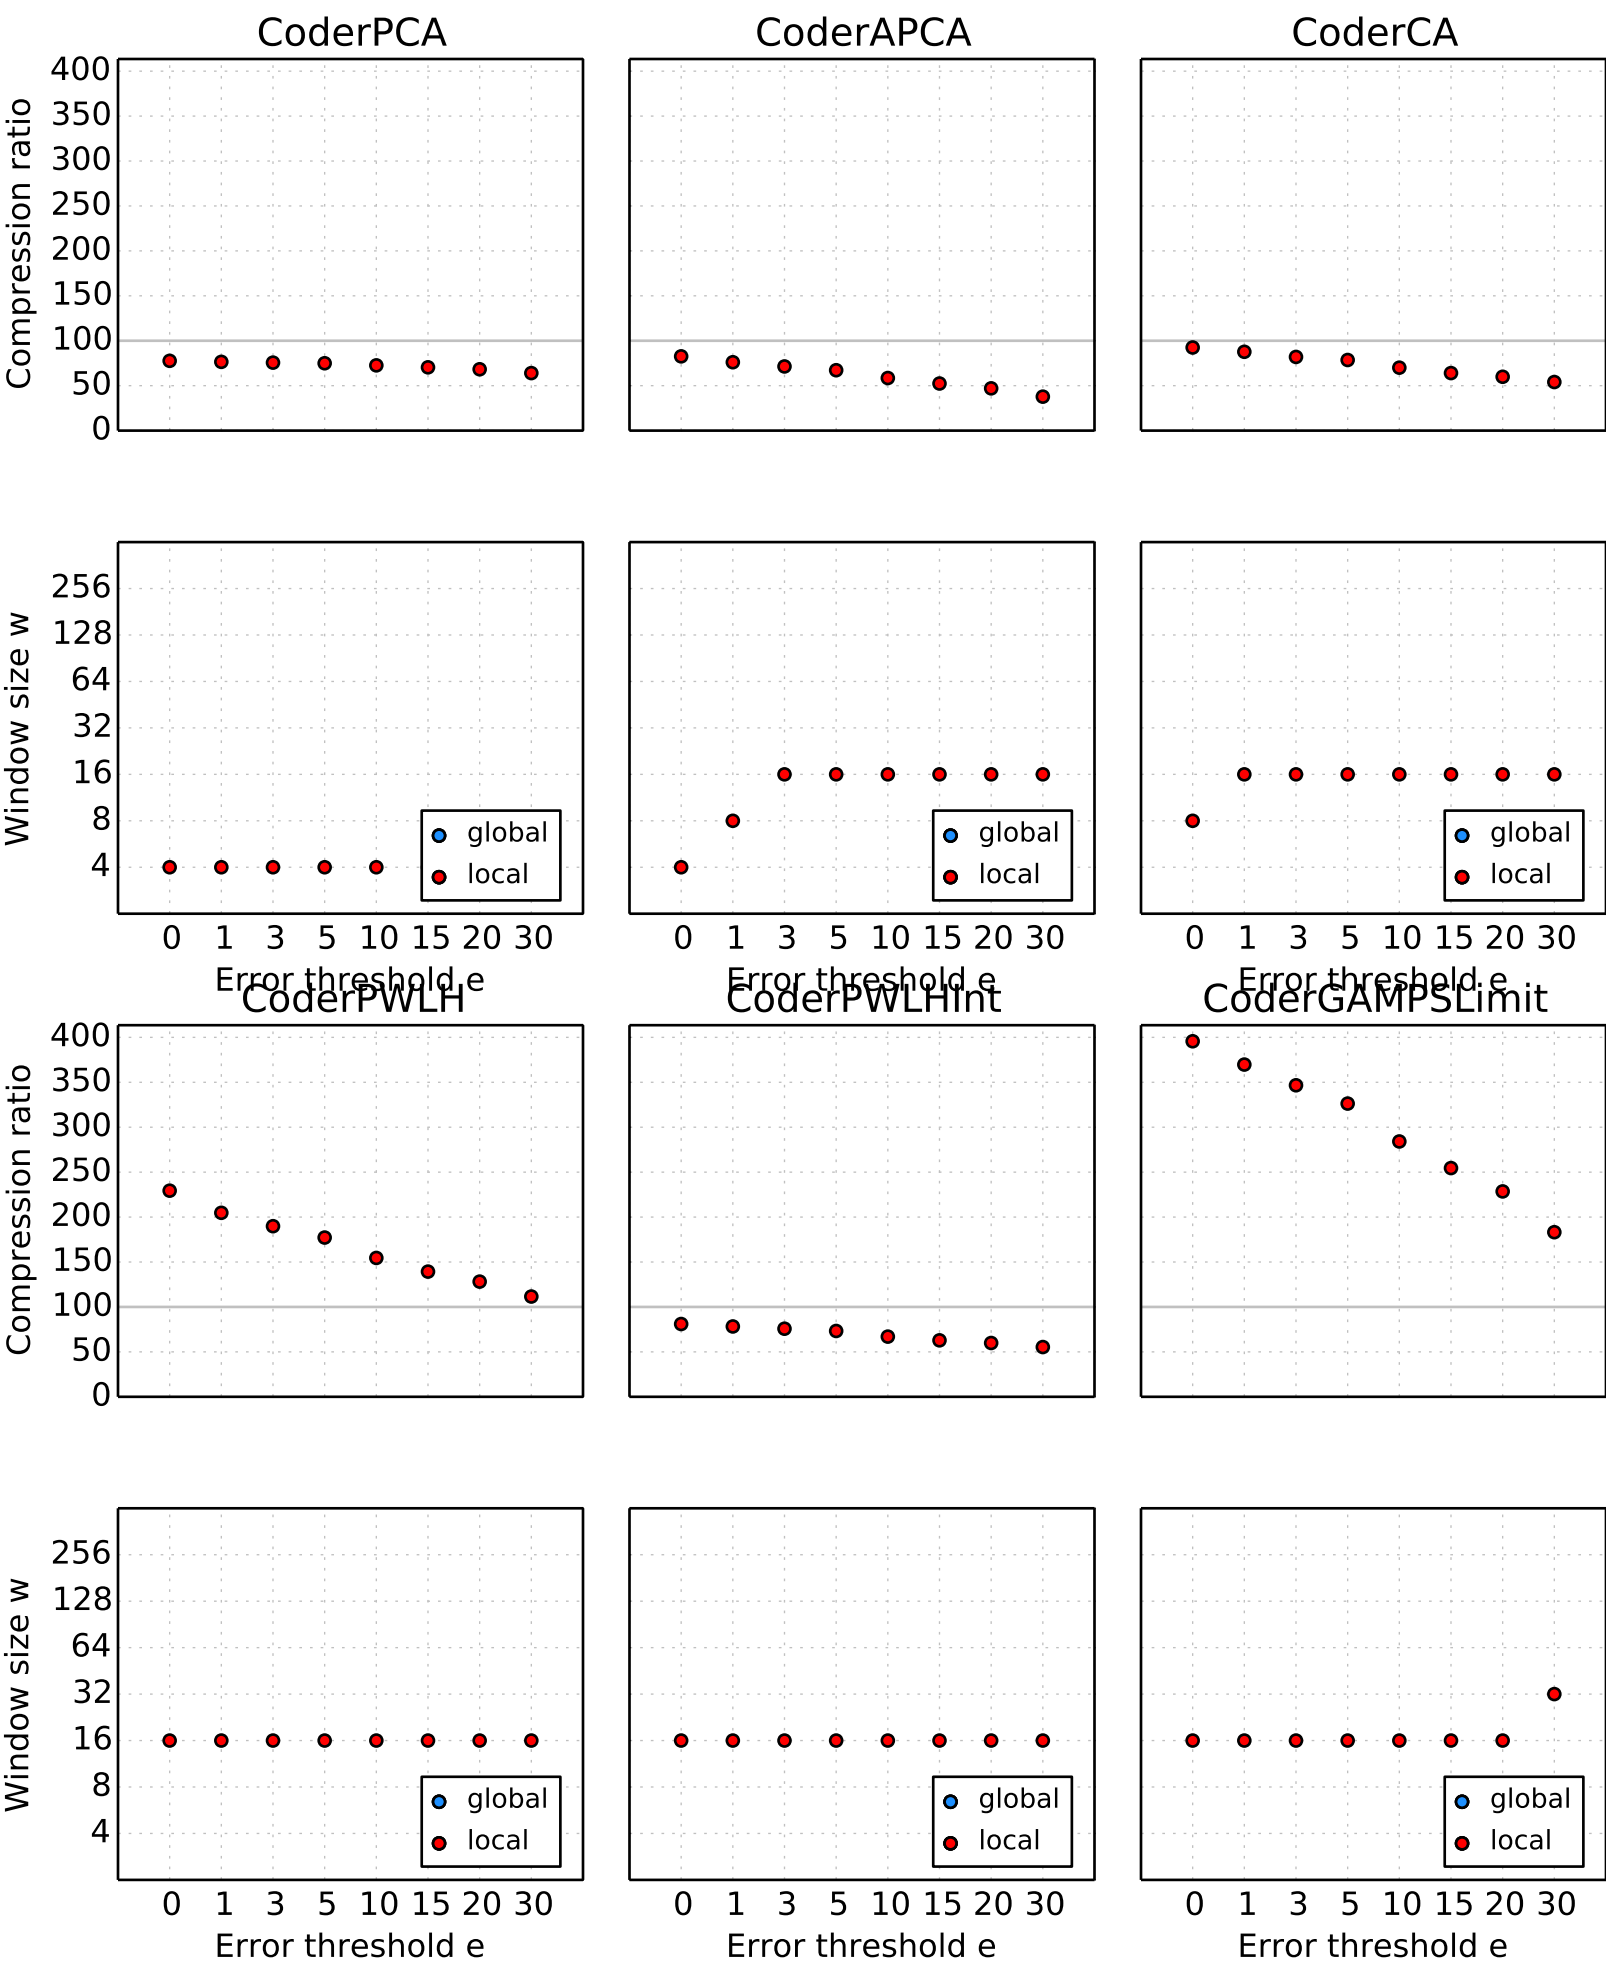 CoderPCA
CoderAPCA
CoderCA
Compression ratio
400
350
300
250
200
150
100
50
0
Window size w
256
128
64
32
16
8
4
global
local
global
local
global
local
0 1 3 5 10 15 20 30
0 1 3 5 10 15 20 30
0 1 3 5 10 15 20 30
Error threshold e
Error threshold e
Error threshold e
CoderPWLH
CoderPWLHInt
CoderGAMPSLimit
Compression ratio
400
350
300
250
200
150
100
50
0
Window size w
256
128
64
32
16
8
4
global
local
global
local
global
local
0 1 3 5 10 15 20 30
0 1 3 5 10 15 20 30
0 1 3 5 10 15 20 30
Error threshold e
Error threshold e
Error threshold e